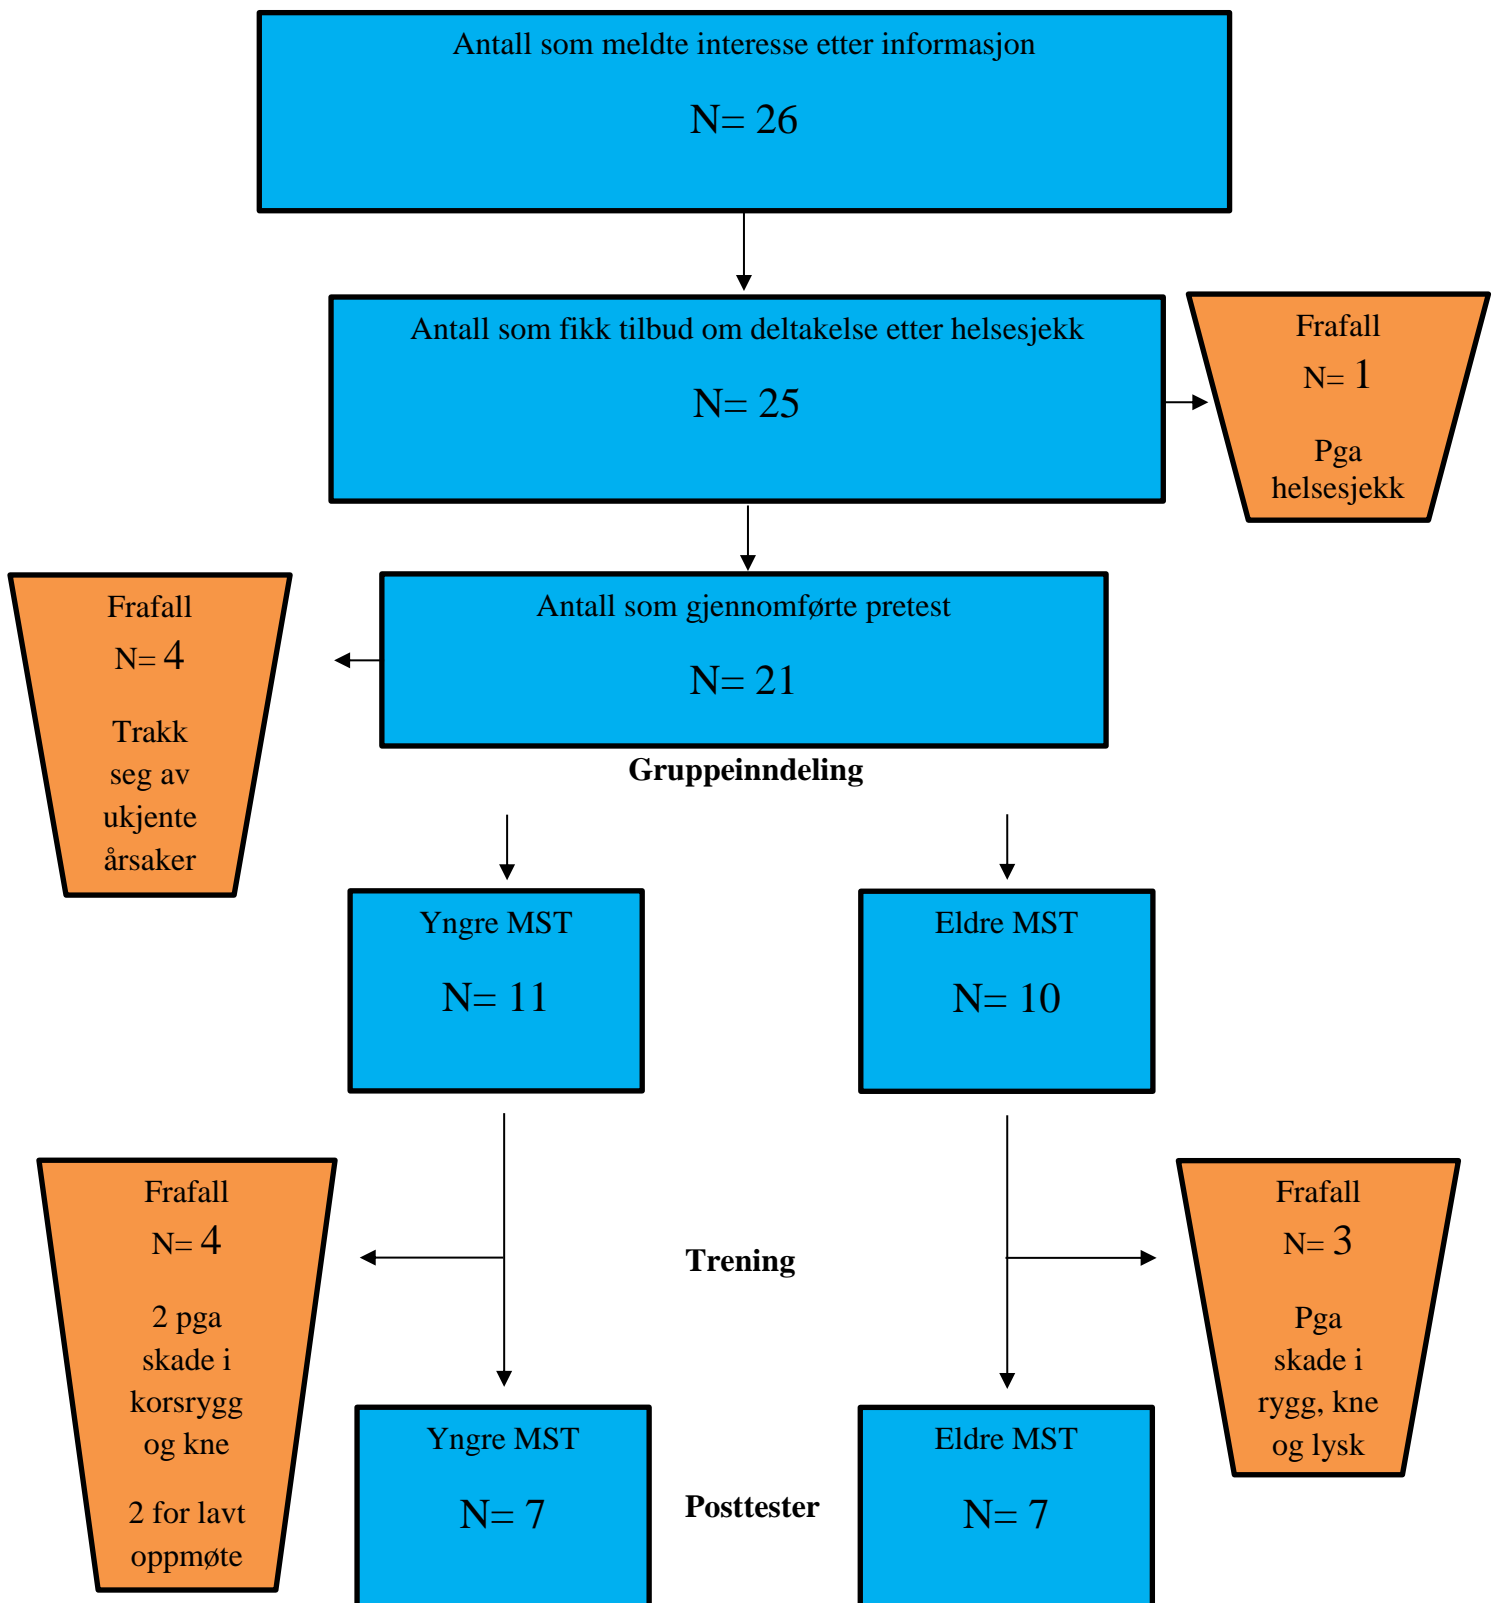 Antall som meldte interesse etter informasjon
N= 26
Antall som fikk tilbud om deltakelse etter helsesjekk
N= 25
Frafall
N= 1
Pga
helsesjekk
Frafall
N= 4
Trakk
seg av
ukjente
årsaker
Antall som gjennomførte pretest
N= 21
Gruppeinndeling
Yngre MST
N= 11
Eldre MST
N= 10
Frafall
N= 4
2 pga
skade i
korsrygg
og kne
2 for lavt
oppmøte
Trening
Frafall
N= 3
Pga
skade i
rygg, kne
og lysk
Yngre MST
N= 7
Posttester
Eldre MST
N= 7